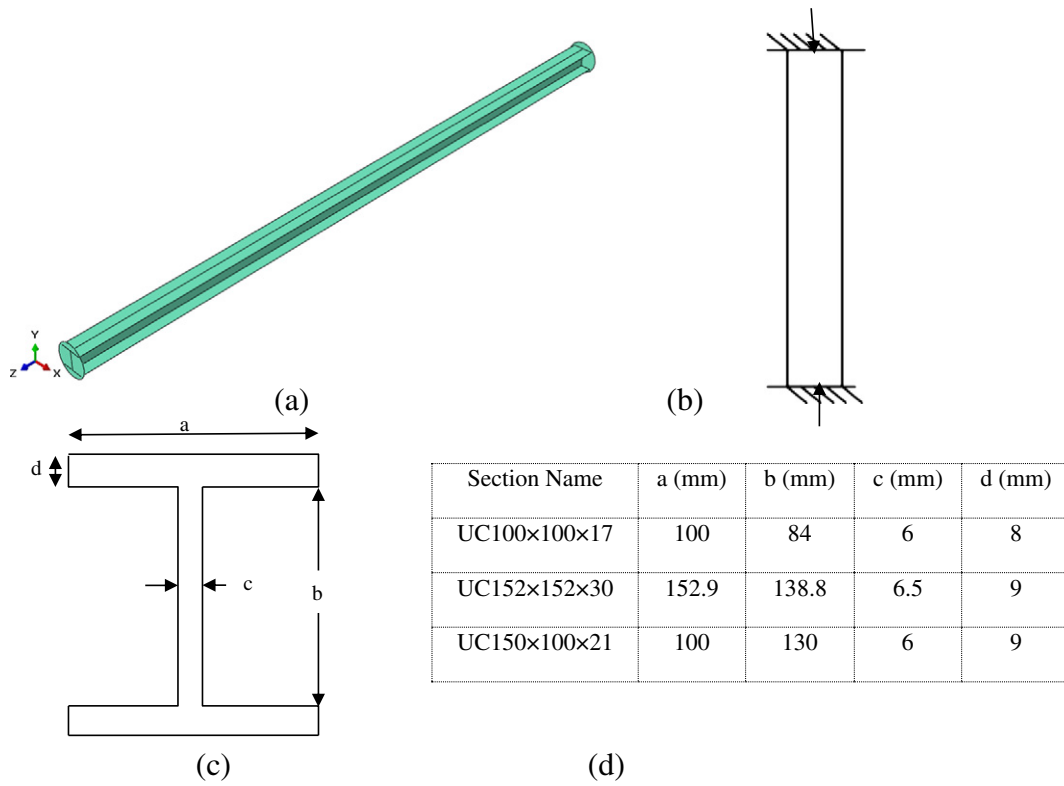 Y
Z
X
(a)
(b)
a
d
c
b
(c)
Section Name a (mm) b (mm) c (mm) d (mm)
UC100×100×17 100 84 6 8
UC152×152×30 152.9 138.8 6.5 9
UC150×100×21 100 130 6 9
(d)